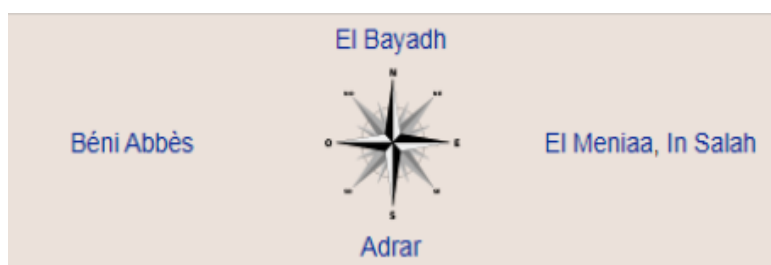 El Bayadh
N
Béni Abbès
O
E
El Meniaa, In Salah
S
Adrar